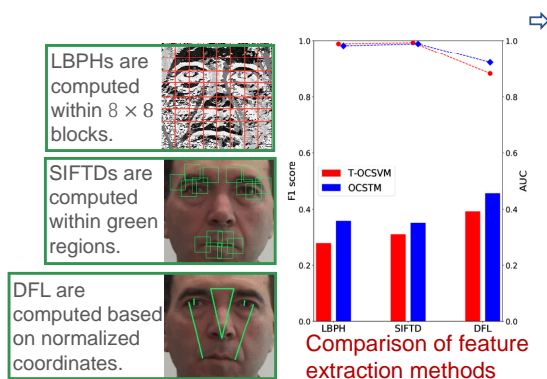 LBPHs are
computed
within 8 × 8
blocks.
SIFTDs are
computed
within green
regions.
DFL are
computed based
on normalized
coordinates.
1.0
0.8
0.6
0.4
0.2
0.0
F1 score
T-OCSVM
OCSTM
1.0
0.8
0.6
0.4
0.2
0.0
AUC
LBPH
SIFTD
DFL
Comparison of feature
extraction methods